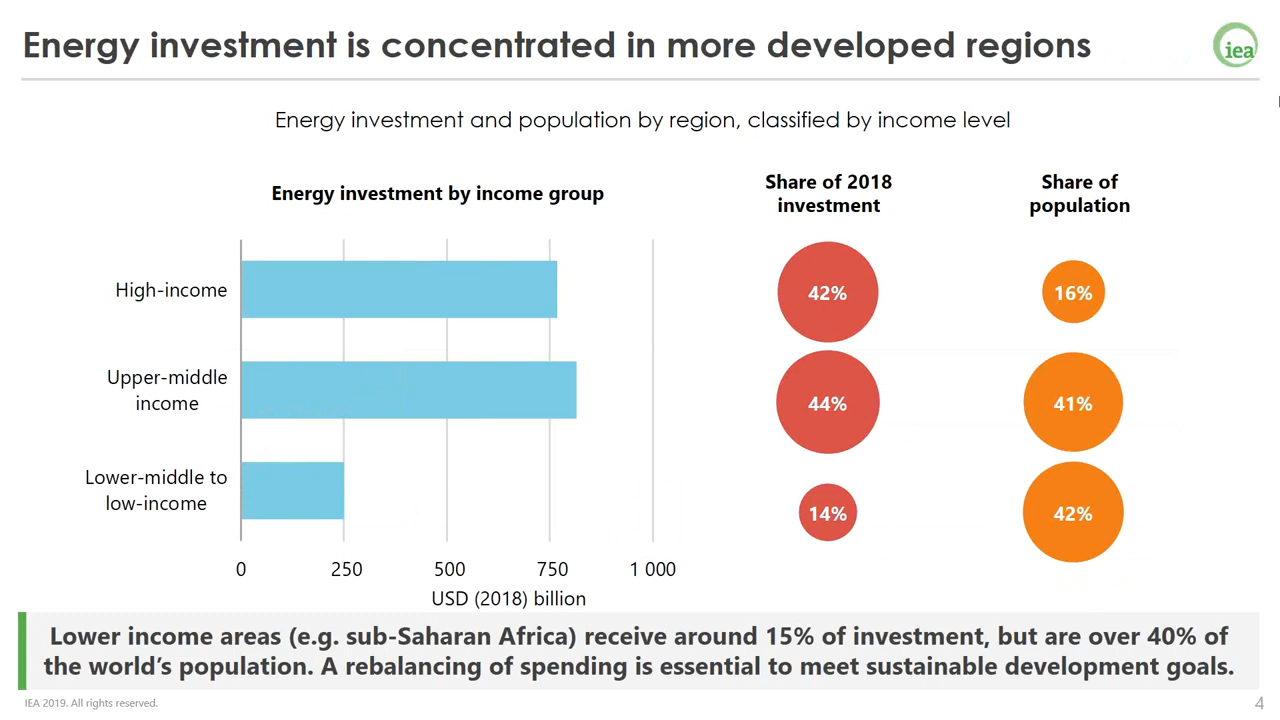 Energy investment is concentrated in more developed regions
iea
Energy investment and population by region, classified by income level
Energy investment by income group
Share of 2018
investment
Share of
population
High-income
42%
16%
Upper-middle
income
44%
41%
Lower-middle to
low-income
14%
42%
0
250
500
750
1 000
USD (2018) billion
Lower income areas (e.g. sub-Saharan Africa) receive around 15% of investment, but are over 40% of
the world's population. A rebalancing of spending is essential to meet sustainable development goals.
IEA 2019. All rights reserved.
4